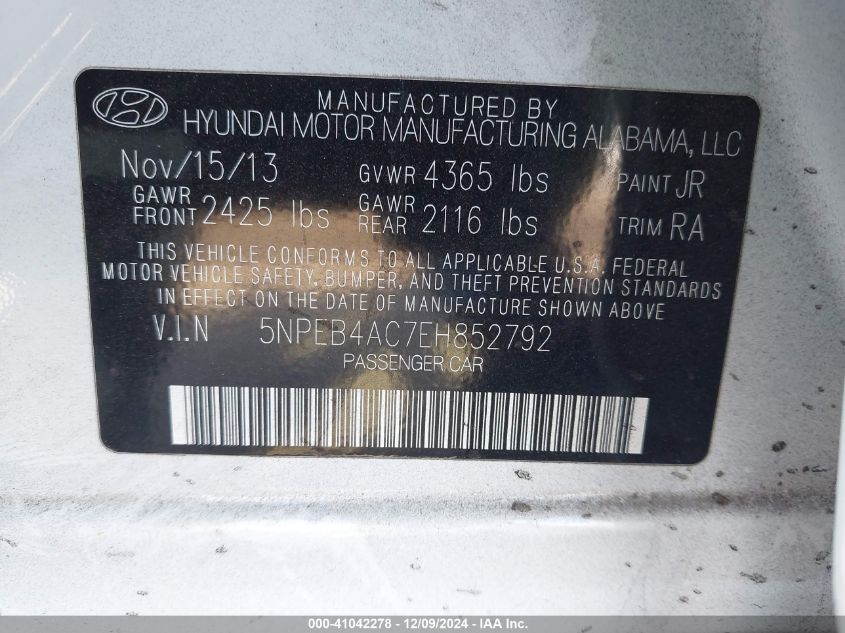 MANUFACTURED BY
HYUNDAI MOTOR MANUFACTURING ALABAMA, LLC
Nov/15/13 GVWR 4365 lbs PAINT JR
GAWR FRONT 2425 lbs GAWR REAR 2116 lbs TRIM RA
THIS VEHICLE CONFORMS TO ALL APPLICABLE U.S.A. FEDERAL
MOTOR VEHICLE SAFETY, BUMPER, AND THEFT PREVENTION STANDARDS
IN EFFECT ON THE DATE OF MANUFACTURE SHOWN ABOVE
V.I.N 5NPEB4AC7EH852792
PASSENGER CAR
000-41042278 - 12/09/2024 - IAA Inc.